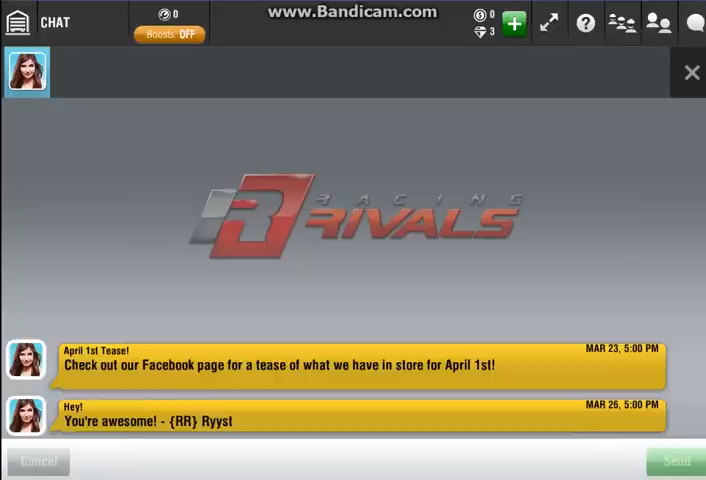 www.Bandicam.com
CHAT
0
Boosts OFF
0
3
RACING
RIVALS
April 1st Tease!
MAR 23, 5:00 PM
Check out our Facebook page for a tease of what we have in store for April 1st!
Hey!
MAR 26, 5:00 PM
You're awesome! - {RR} Ryyst
Cancel
Send